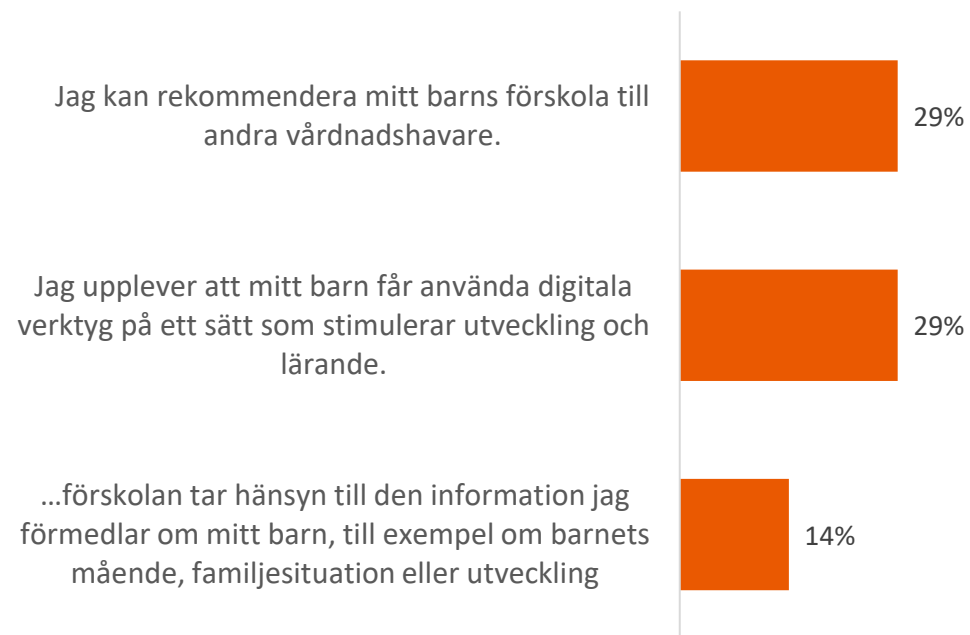 Jag kan rekommendera mitt barns förskola till
andra vårdnadshavare.
29%
Jag upplever att mitt barn får använda digitala
verktyg på ett sätt som stimulerar utveckling och
lärande.
29%
…förskolan tar hänsyn till den information jag
förmedlar om mitt barn, till exempel om barnets
mående, familjesituation eller utveckling
14%